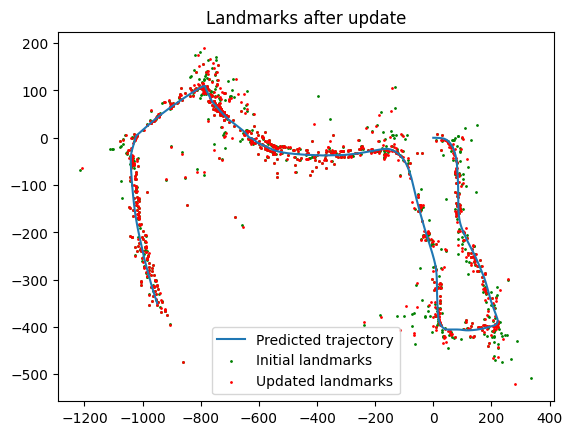 Landmarks after update
200
100
0
−100
−200
−300
−400
−500
Predicted trajectory
Initial landmarks
Updated landmarks
−1200 −1000 −800 −600 −400 −200 0 200 400